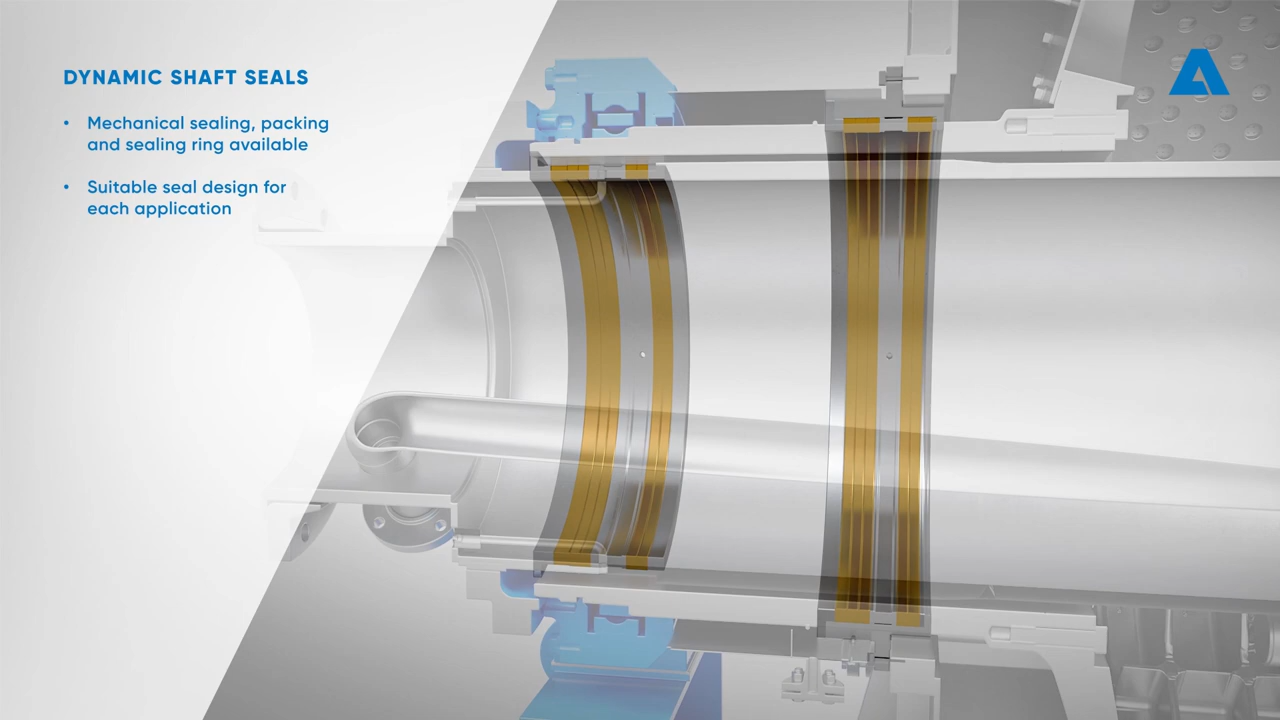 DYNAMIC SHAFT SEALS
• Mechanical sealing, packing
and sealing ring available
• Suitable seal design for
each application